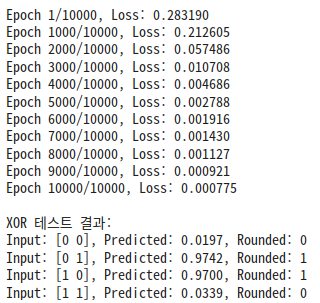 Epoch 1/10000, Loss: 0.283190
Epoch 1000/10000, Loss: 0.212605
Epoch 2000/10000, Loss: 0.057486
Epoch 3000/10000, Loss: 0.010708
Epoch 4000/10000, Loss: 0.004686
Epoch 5000/10000, Loss: 0.002788
Epoch 6000/10000, Loss: 0.001916
Epoch 7000/10000, Loss: 0.001430
Epoch 8000/10000, Loss: 0.001127
Epoch 9000/10000, Loss: 0.000921
Epoch 10000/10000, Loss: 0.000775

XOR 테스트 결과:
Input: [0 0], Predicted: 0.0197, Rounded: 0
Input: [0 1], Predicted: 0.9742, Rounded: 1
Input: [1 0], Predicted: 0.9700, Rounded: 1
Input: [1 1], Predicted: 0.0339, Rounded: 0